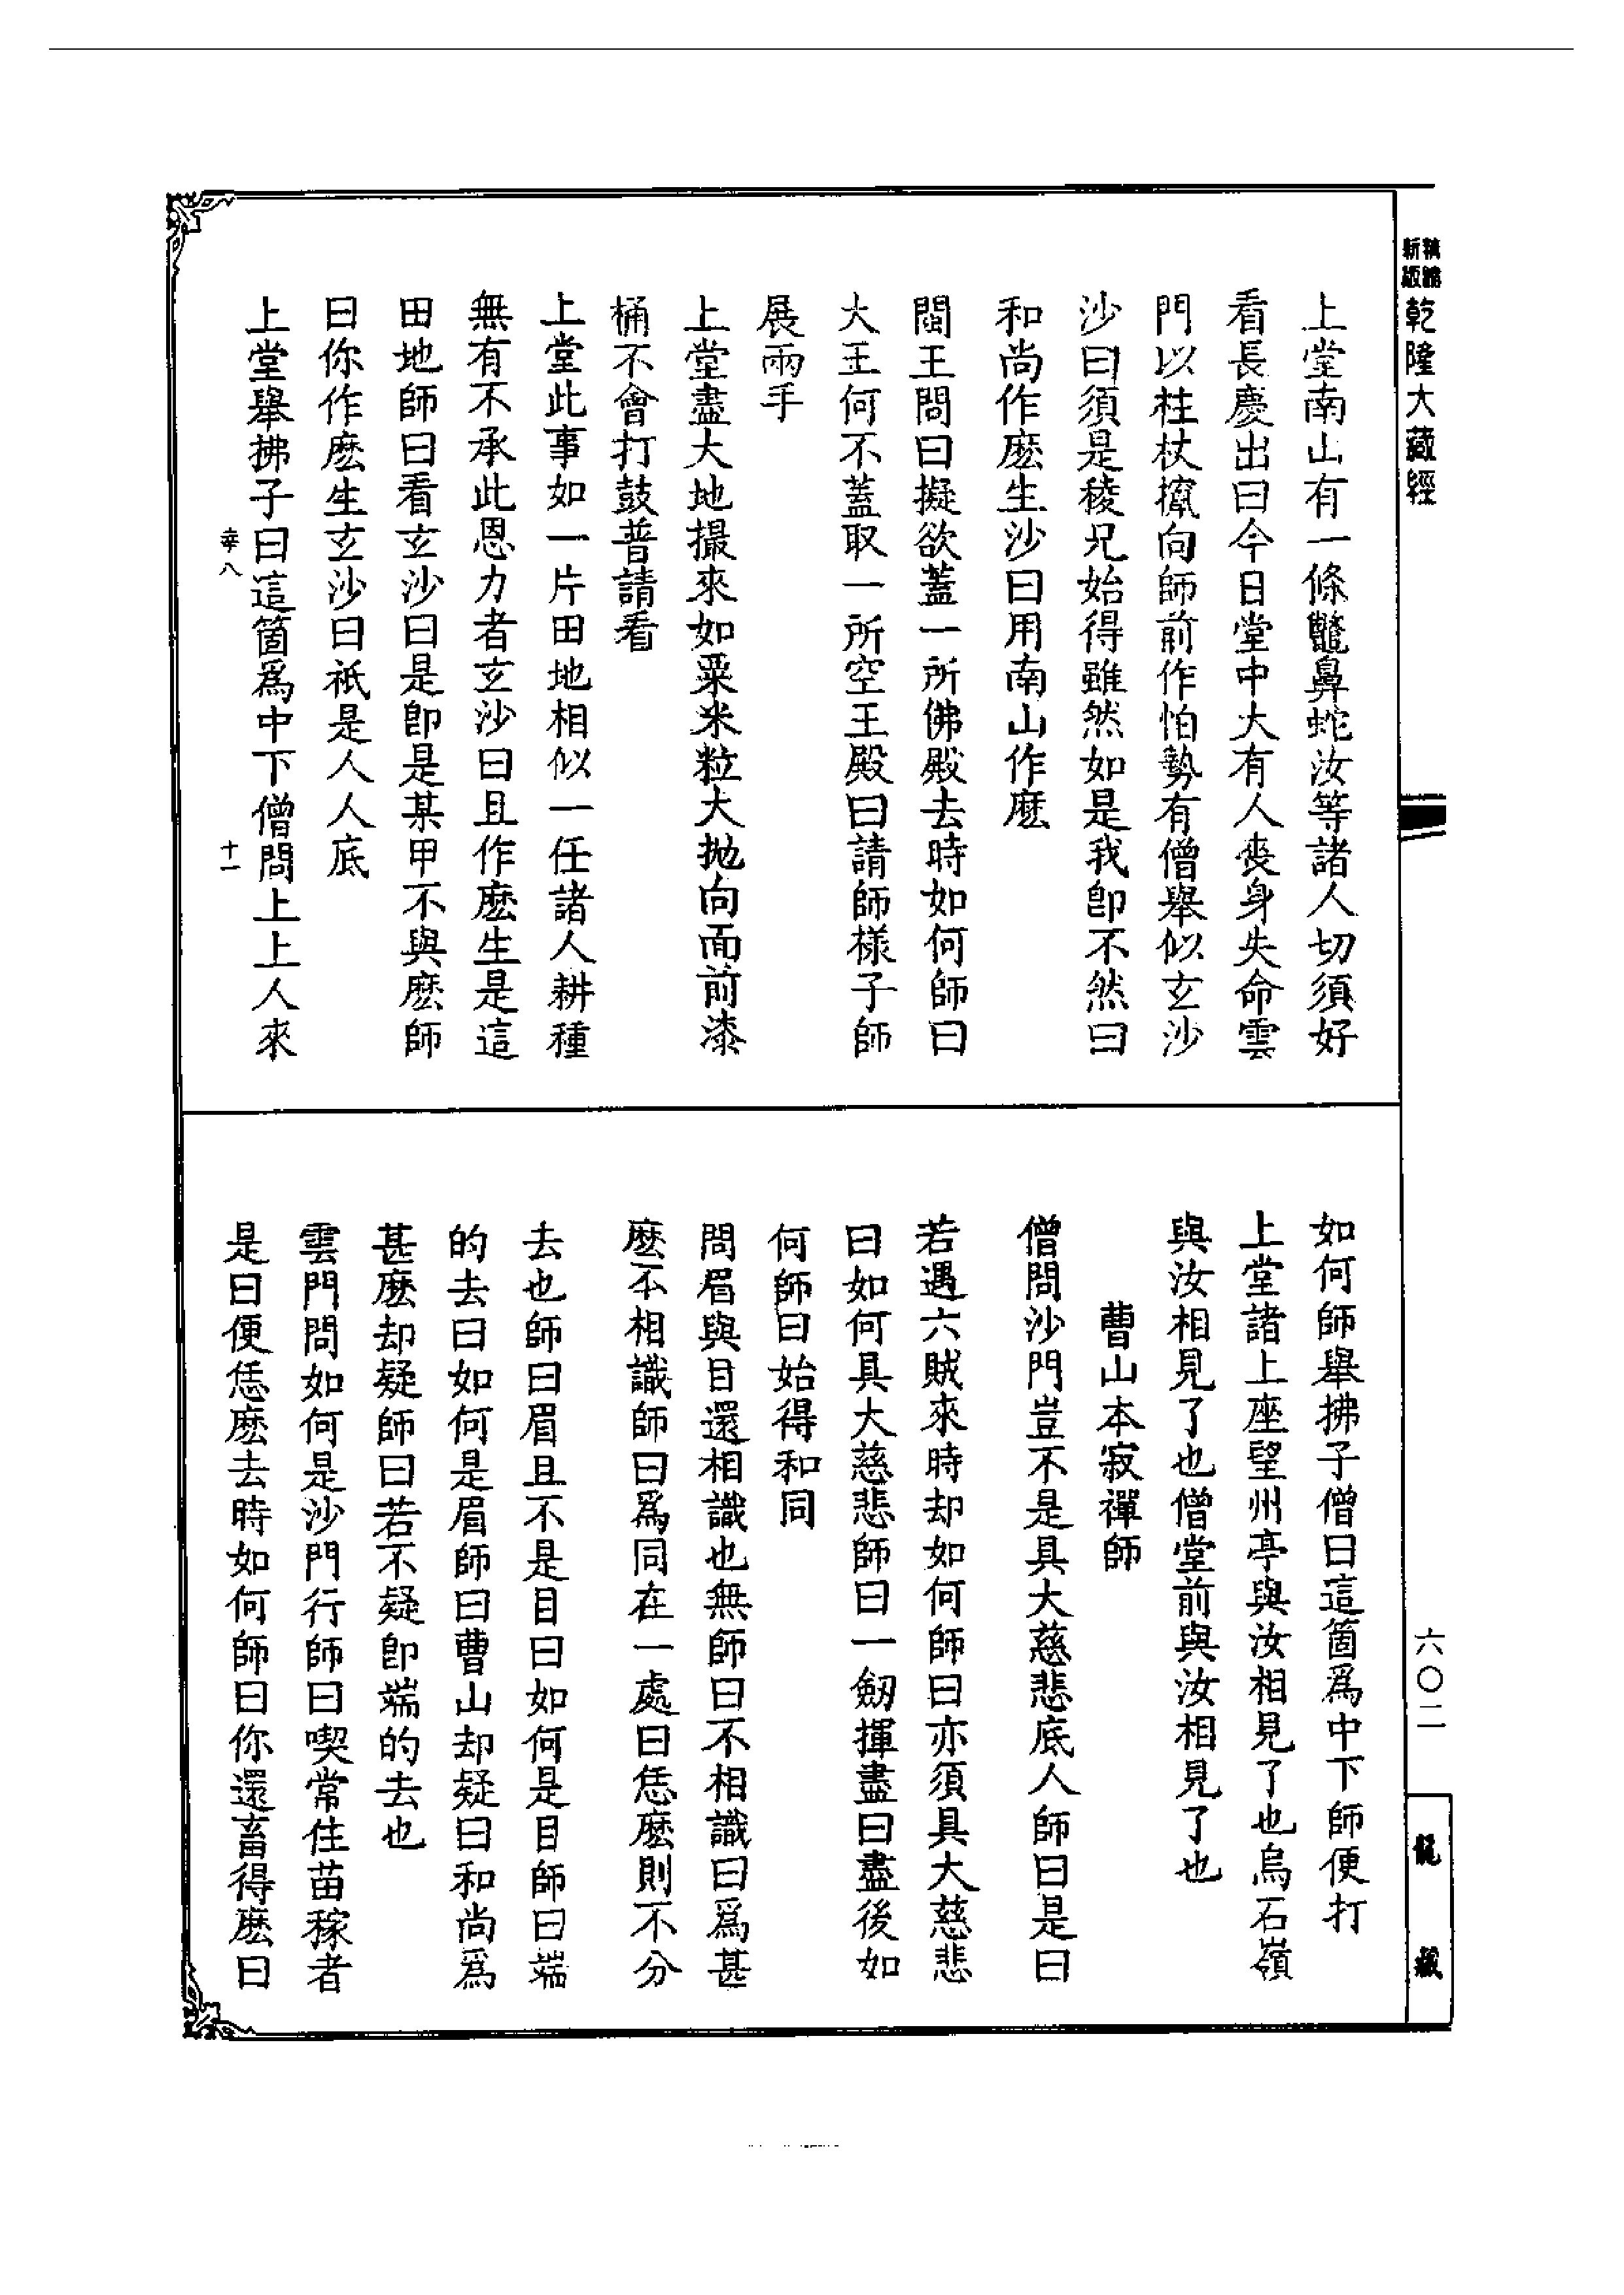 精縮
新版
乾隆大藏經
上堂南山有一條鼈鼻蛇汝等諸人切須好
看長慶出曰今日堂中大有人喪身失命雲
門以柱杖攛向師前作怕勢有僧舉似玄沙
沙曰須是稜兄始得雖然如是我卽不然曰
和尚作麽生沙曰用南山作麽
閩王問曰擬欲蓋一所佛殿去時如何師曰
大王何不蓋取一所空王殿曰請師樣子師
展兩手
上堂盡大地撮來如粟米粒大抛向面前漆
桶不會打鼓普請看
上堂此事如一片田地相似一任諸人耕種
無有不承此恩力者玄沙曰且作麽生是這
田地師曰看玄沙曰是卽是某甲不與麽師
曰你作麽生玄沙曰祇是人人底
上堂舉拂子曰這箇爲中下僧問上上人來
幸八
十一
如何師舉拂子僧曰這箇爲中下師便打
上堂諸上座望州亭與汝相見了也烏石嶺
與汝相見了也僧堂前與汝相見了也
曹山本寂禪師
僧問沙門豈不是具大慈悲底人師曰是曰
若遇六賊來時却如何師曰亦須具大慈悲
曰如何具大慈悲師曰一劒揮盡曰盡後如
何師曰始得和同
問眉與目還相識也無師曰不相識曰爲甚
麽不相識師曰爲同在一處曰恁麽則不分
去也師曰眉且不是目曰如何是目師曰端
的去曰如何是眉師曰曹山却疑曰和尚爲
甚麽却疑師曰若不疑卽端的去也
雲門問如何是沙門行師曰喫常住苗稼者
是曰便恁麽去時如何師曰你還畜得麽曰
六〇二
龍藏